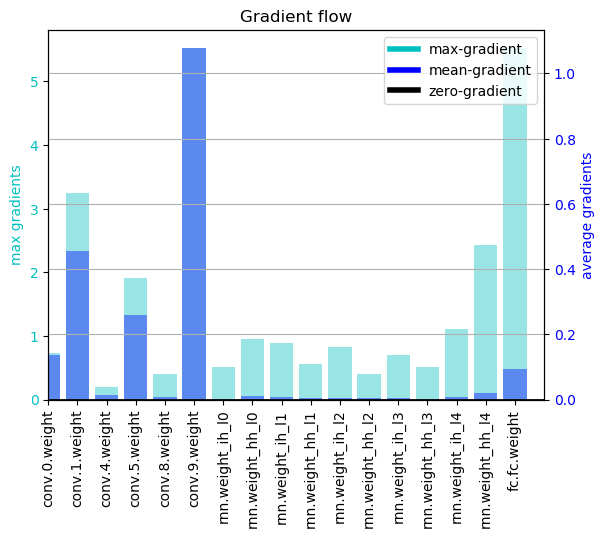 Gradient flow
max-gradient
mean-gradient
zero-gradient
max gradients
5
4
3
2
1
0
1.0
0.8
0.6
0.4
0.2
0.0
average gradients
conv.0.weight
conv.1.weight
conv.4.weight
conv.5.weight
conv.8.weight
conv.9.weight
rnn.weight_ih_l0
rnn.weight_hh_l0
rnn.weight_ih_l1
rnn.weight_hh_l1
rnn.weight_ih_l2
rnn.weight_hh_l2
rnn.weight_ih_l3
rnn.weight_hh_l3
rnn.weight_ih_l4
rnn.weight_hh_l4
fc.fc.weight